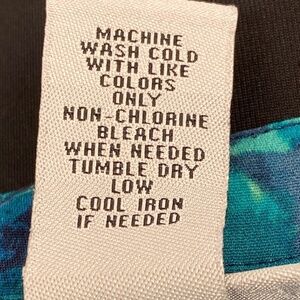 MACHINE
WASH COLD
WITH LIKE
COLORS
ONLY
NON-CHLORINE
BLEACH
WHEN NEEDED
TUMBLE DRY
LOW
COOL IRON
IF NEEDED